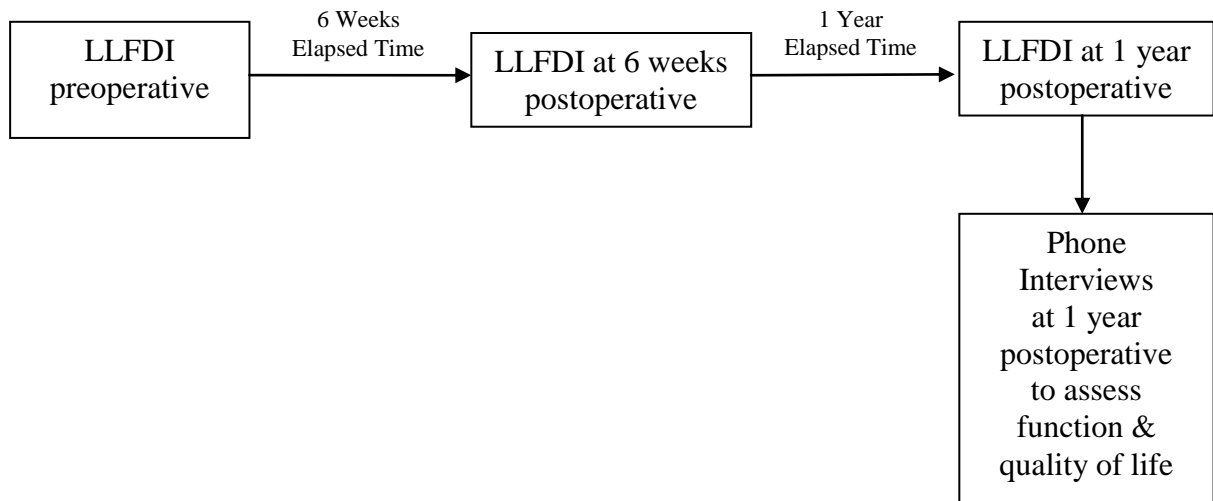 LLFDI
preoperative
6 Weeks
Elapsed Time
LLFDI at 6 weeks
postoperative
1 Year
Elapsed Time
LLFDI at 1 year
postoperative
Phone
Interviews
at 1 year
postoperative
to assess
function &
quality of life